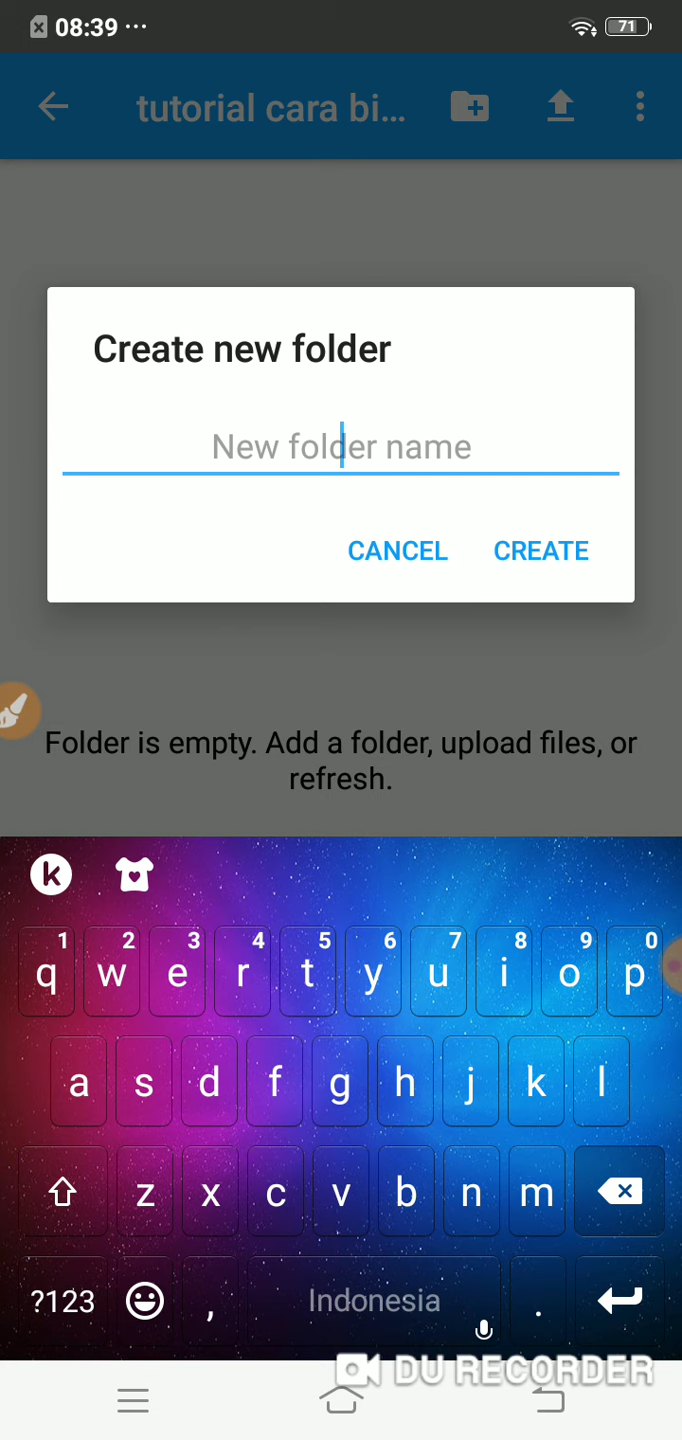 08:39 ...
71
tutorial cara bi...
Create new folder
New folder name
CANCEL CREATE
Folder is empty. Add a folder, upload files, or
refresh.
k
1 2 3 4 5 6 7 8 9 0
q w e r t y u i o p
a s d f g h j k l
z x c v b n m
?123 , Indonesia .
DU RECORDER